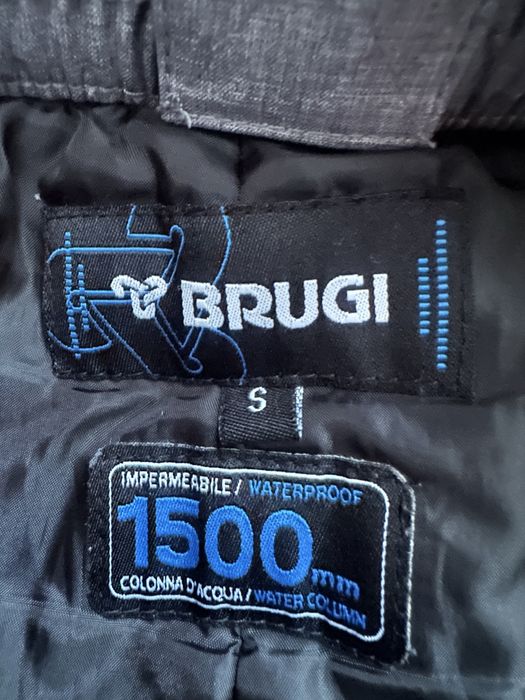 BRUGI
S
IMPERMEABILE / WATERPROOF
1500mm
COLONNA D'ACQUA / WATER COLUMN